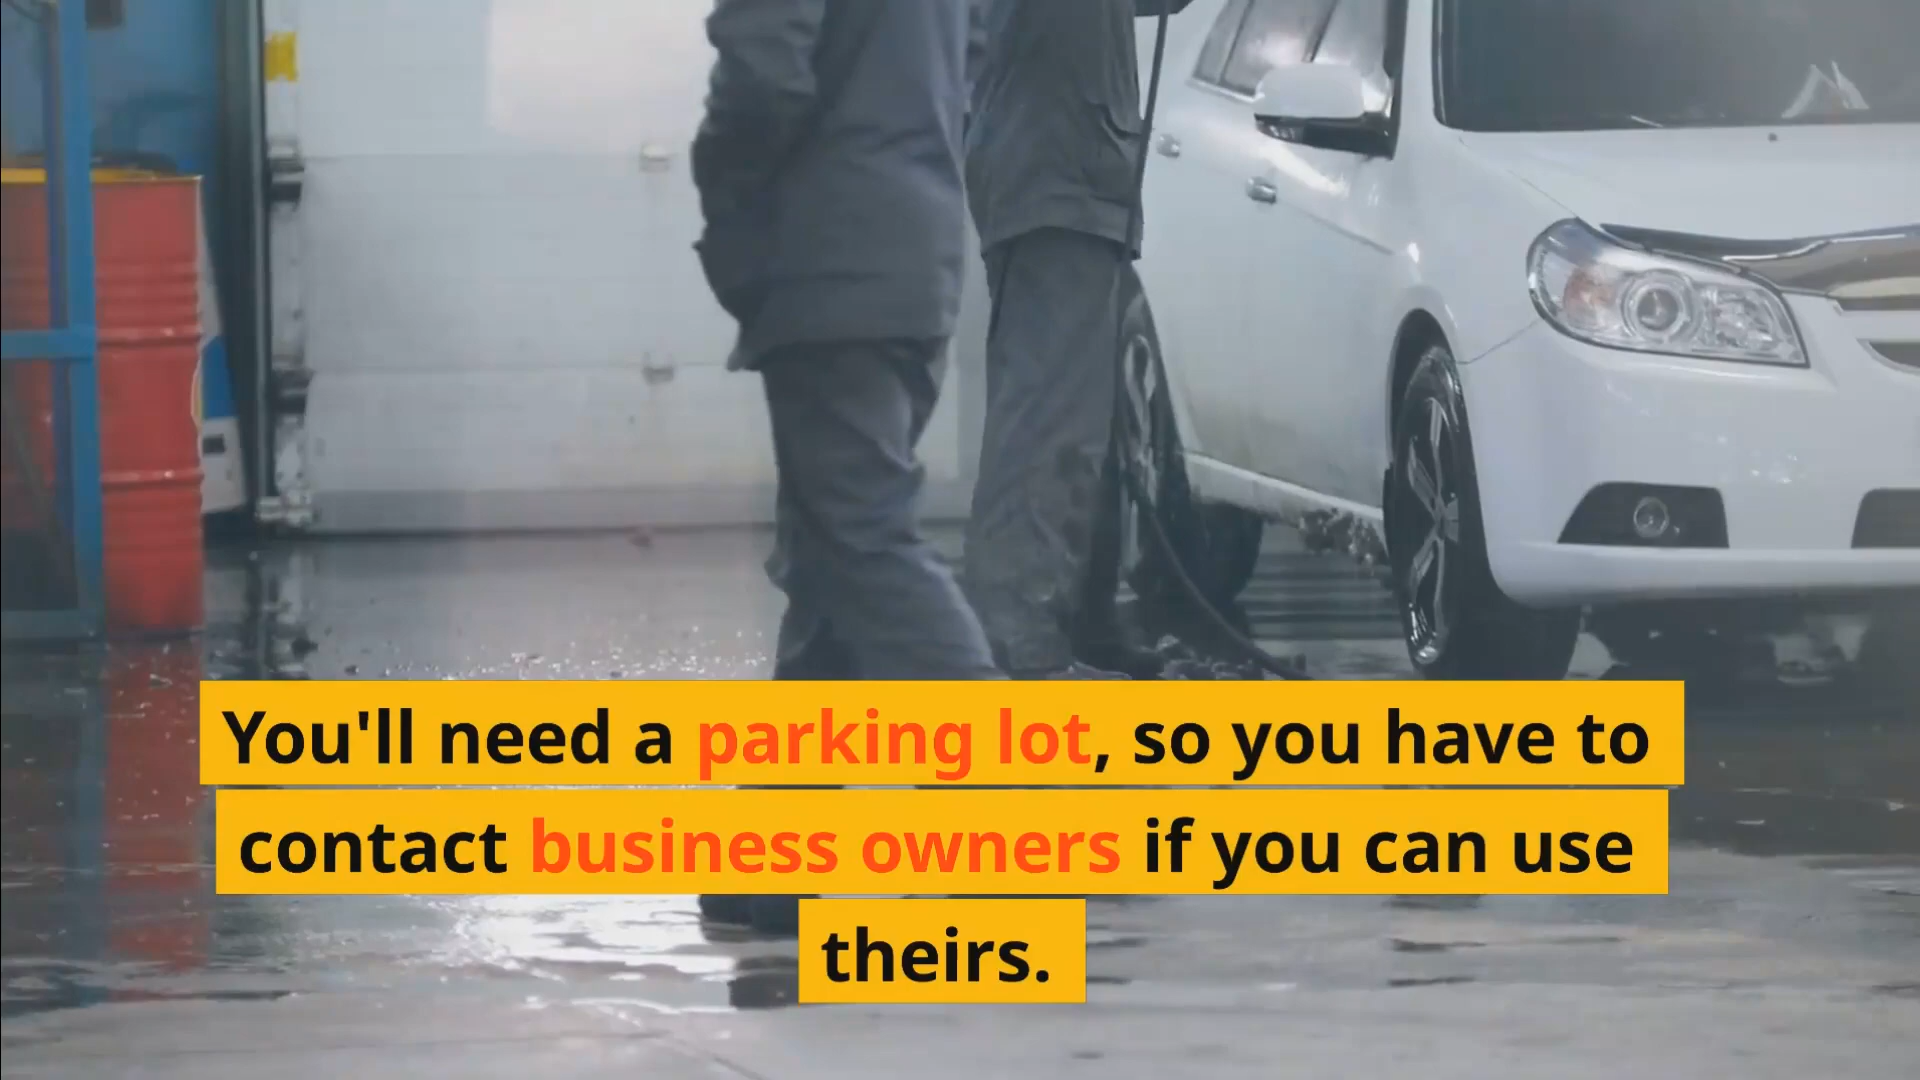 You'll need a parking lot, so you have to
contact business owners if you can use
theirs.